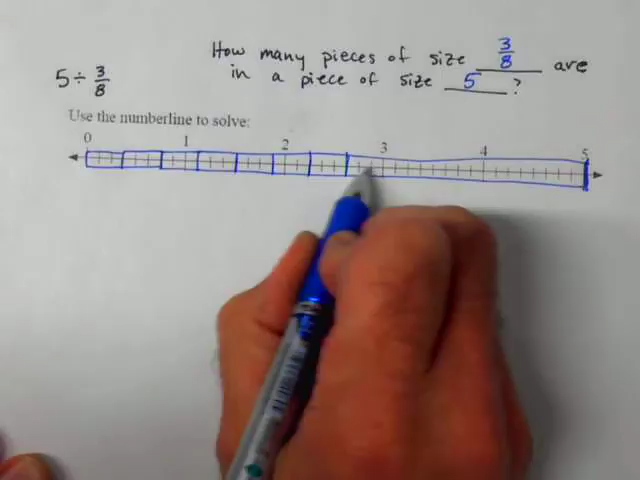 How many pieces of size 3/8 are
in a piece of size 5 ?
5 ÷ 3/8
Use the numberline to solve:
0 1 2 3 4 5